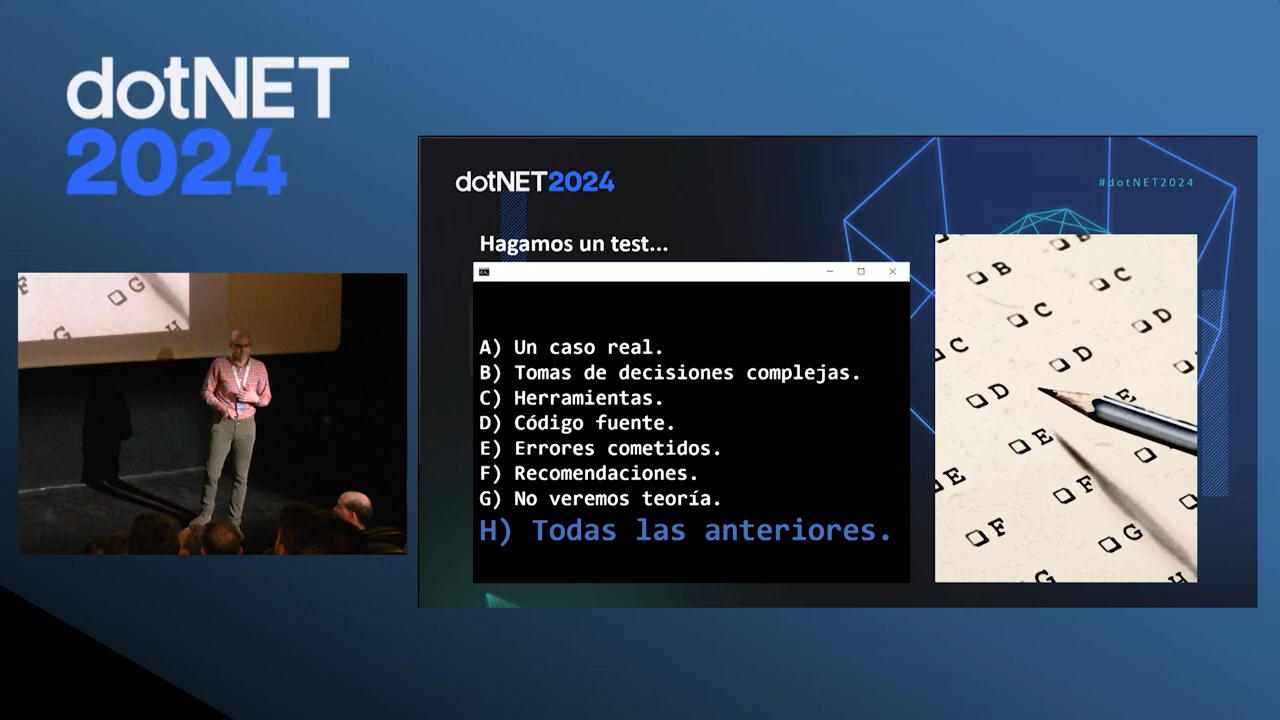 dotNET
2024
dotNET2024
#dotNET2024
Hagamos un test...
A) Un caso real.
B) Tomas de decisiones complejas.
C) Herramientas.
D) Código fuente.
E) Errores cometidos.
F) Recomendaciones.
G) No veremos teoría.
H) Todas las anteriores.
B
B
C
C
D
C
D
D
E
E
E
F
F
G
G
H
F
G
G
H